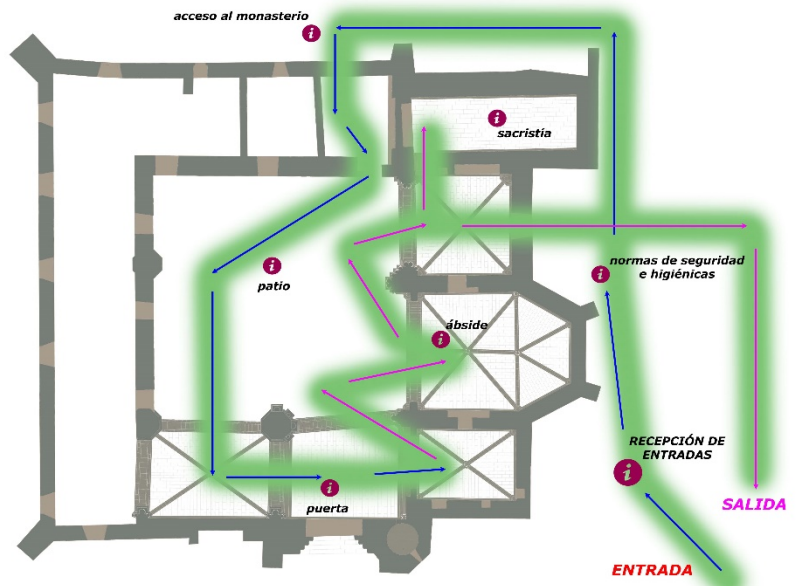 acceso al monasterio
i
i
sacristía
i
patio
i
normas de seguridad
e higiénicas
ábside
i
RECEPCIÓN DE
ENTRADAS
i
i
puerta
SALIDA
ENTRADA